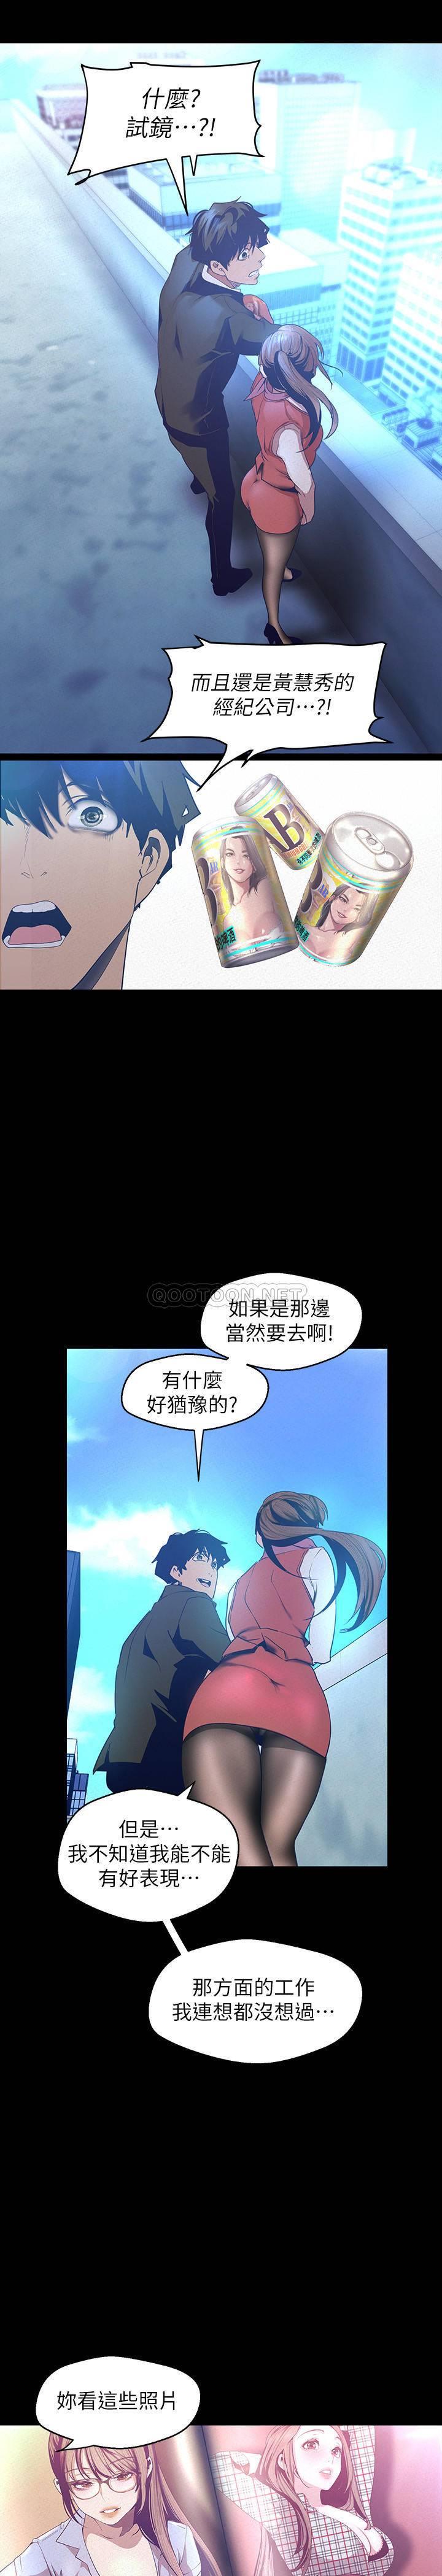 什麼?
試鏡…?!
而且還是黃慧秀的
經紀公司…?!
B
啤酒
QOOTOON.NET
如果是那邊
當然要去啊!
有什麼
好猶豫的?
但是…
我不知道我能不能
有好表現…
那方面的工作
我連想都沒想過…
妳看這些照片